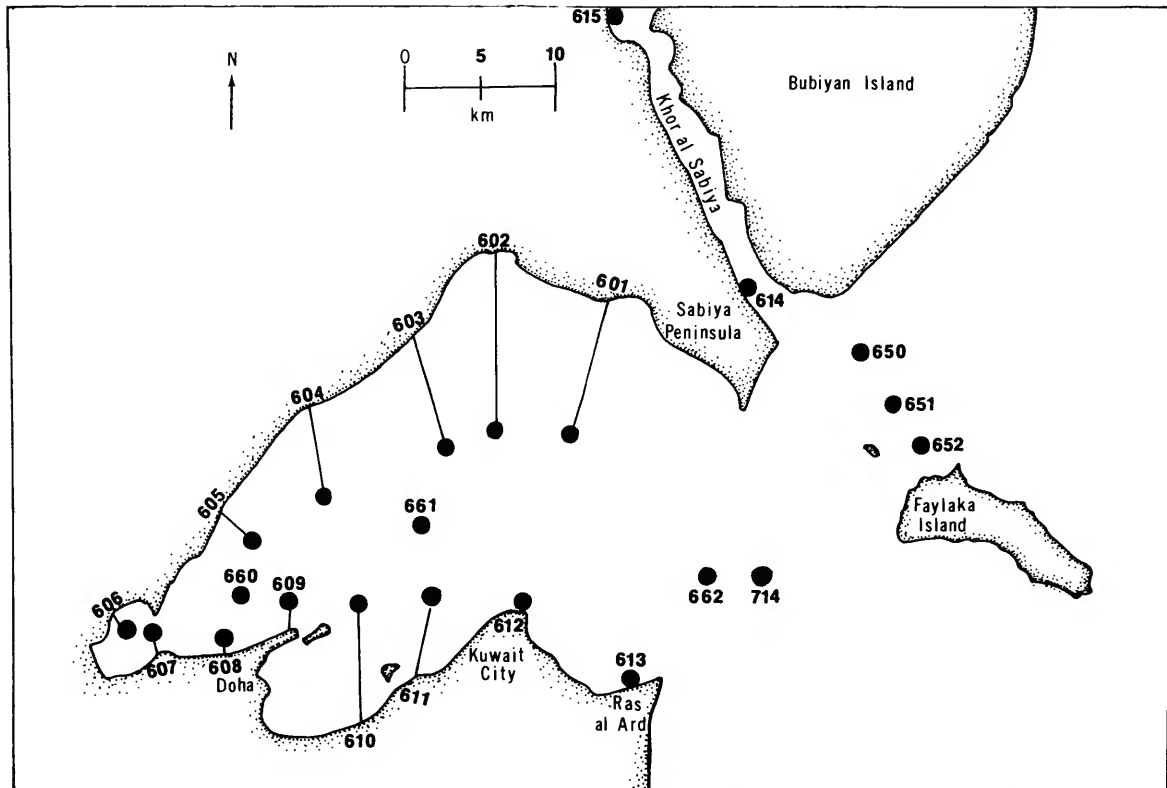 615
N
0 5 10
km
Bubiyan Island
Khor al Sabiya
602
601
614
603
Sabiya
Peninsula
650
604
651
652
605
661
Faylaka
Island
660
609
606
662
714
612
607
608
Doha
Kuwait
City
613
611
Ras
al Ard
610